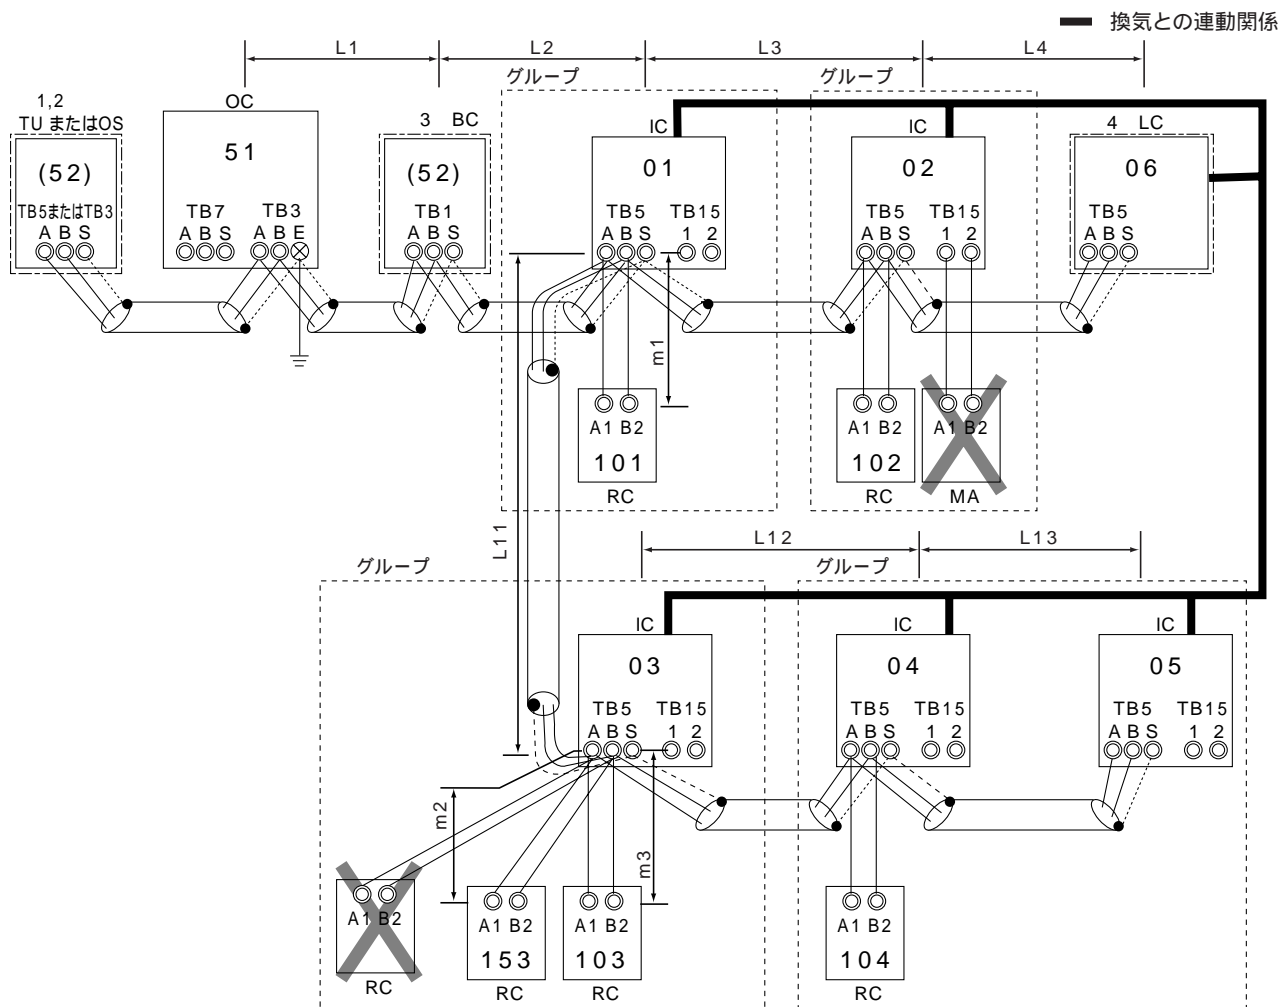 換気との連動関係
L1 L2 L3 L4
グループ グループ
1,2
TU またはOS
OC
3 BC
IC
IC
4 LC
(52)
51
(52)
01
02
06
TB5またはTB3
TB7 TB3
TB1
TB5 TB15
TB5 TB15
TB5
A B S
A B S A B E
A B S
A B S 1 2
A B S 1 2
A B S
m1
A1 B2
A1 B2
A1 B2
101
102
RC
RC
MA
L11
L12 L13
グループ
グループ
IC
IC
IC
03
04
05
TB5 TB15
TB5 TB15
TB5 TB15
A B S 1 2
A B S 1 2
A B S 1 2
m2
m3
A1 B2
A1 B2
A1 B2
A1 B2
153
103
104
RC
RC
RC
RC